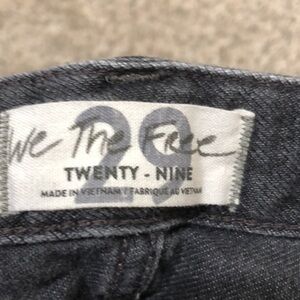 We The Free
29
TWENTY - NINE
MADE IN VIETNAM / FABRIQUÉ AU VIETNAM